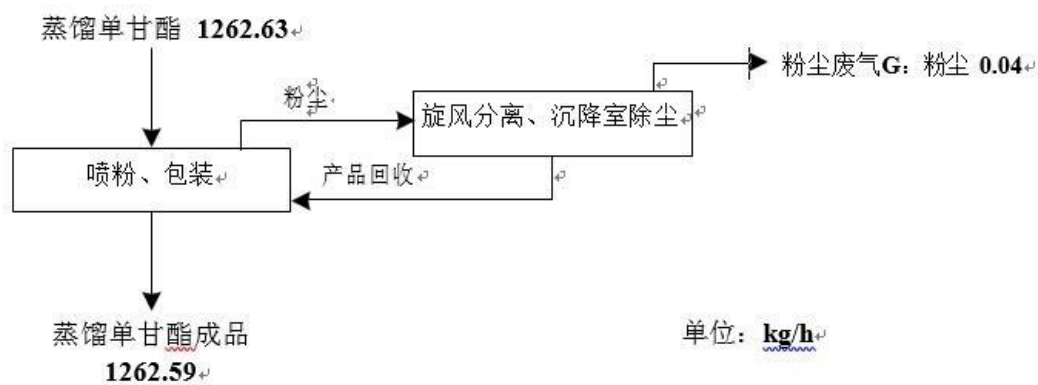 蒸馏单甘酯 1262.63
粉尘废气G：粉尘 0.04
粉尘
旋风分离、沉降室除尘
喷粉、包装
产品回收
蒸馏单甘酯成品
1262.59
单位：kg/h